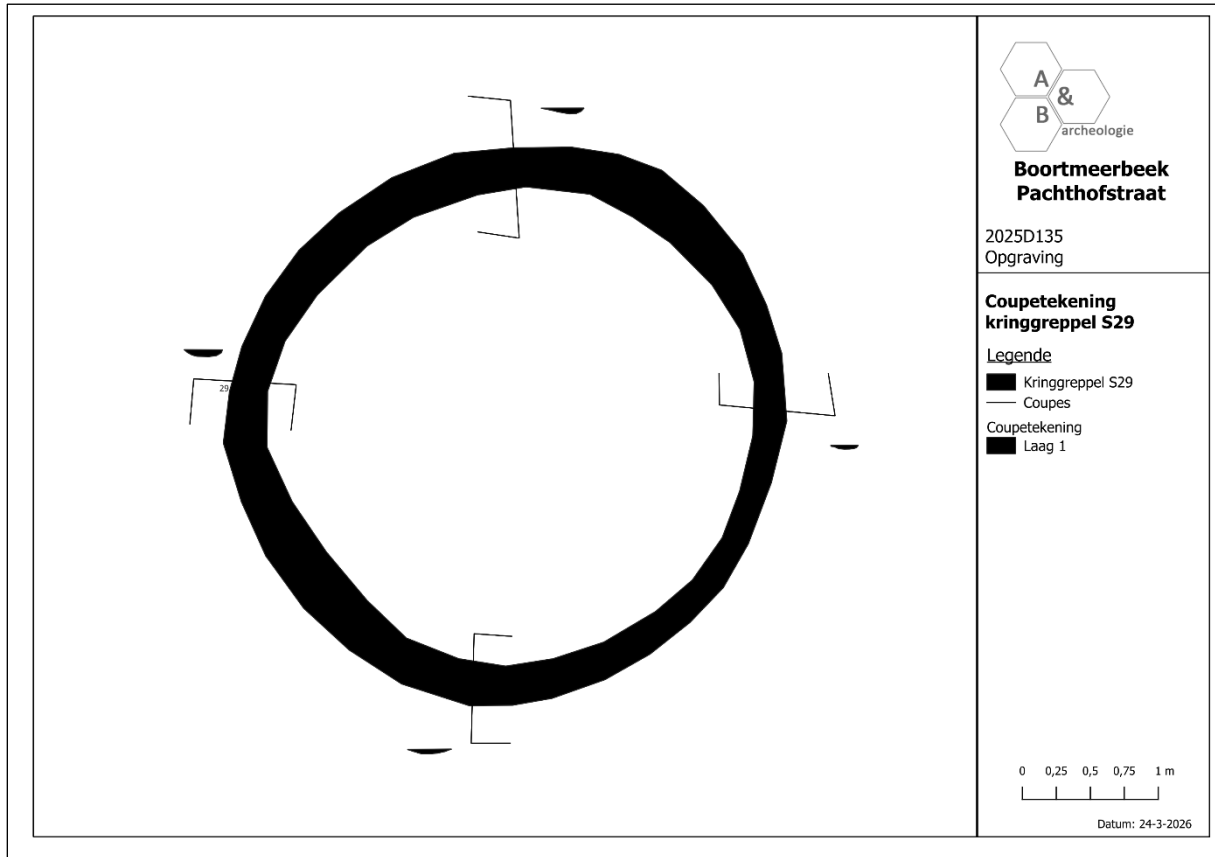 A
&
B
archeologie
Boortmeerbeek
Pachthofstraat
2025D135
Opgraving
Coupetekening
kringgreppel S29
Legende
Kringgreppel S29
Coupes
Coupetekening
Laag 1
29
0 0,25 0,5 0,75 1 m
Datum: 24-3-2026